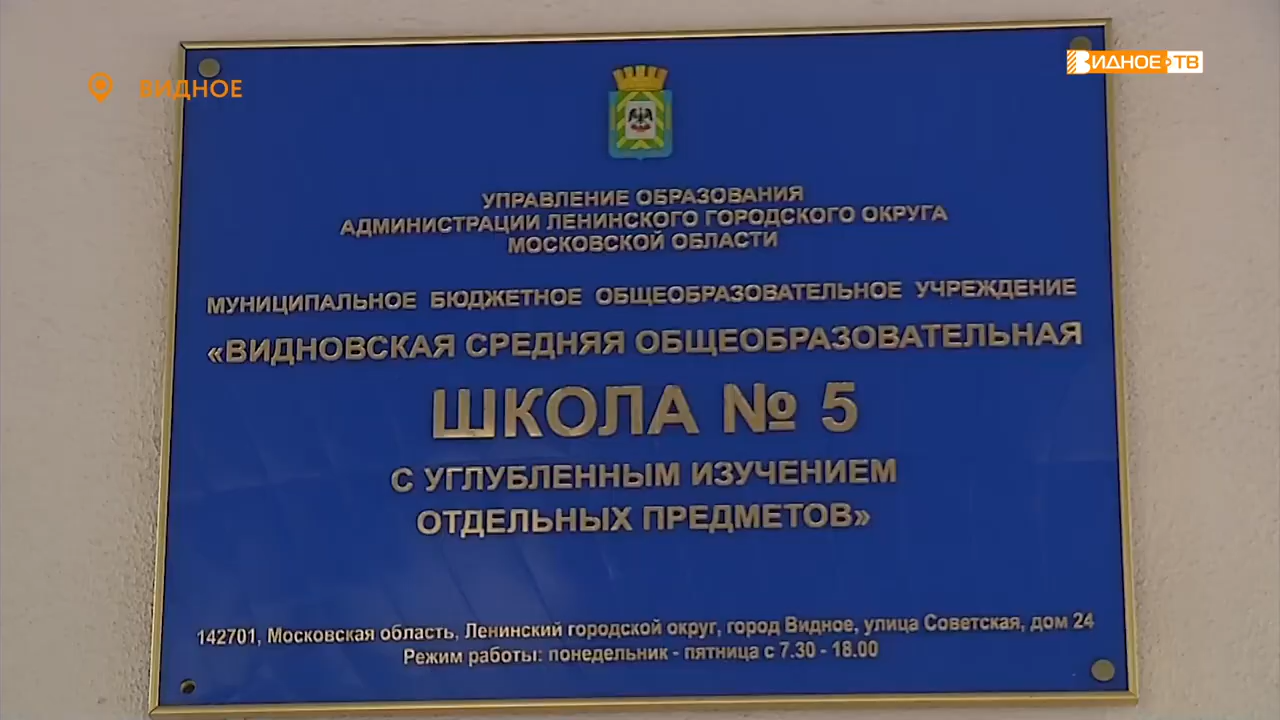 ВИДНОЕ
ВИДНОЕ ТВ
УПРАВЛЕНИЕ ОБРАЗОВАНИЯ
АДМИНИСТРАЦИИ ЛЕНИНСКОГО ГОРОДСКОГО ОКРУГА
МОСКОВСКОЙ ОБЛАСТИ
МУНИЦИПАЛЬНОЕ БЮДЖЕТНОЕ ОБЩЕОБРАЗОВАТЕЛЬНОЕ УЧРЕЖДЕНИЕ
«ВИДНОВСКАЯ СРЕДНЯЯ ОБЩЕОБРАЗОВАТЕЛЬНАЯ
ШКОЛА № 5
С УГЛУБЛЕННЫМ ИЗУЧЕНИЕМ
ОТДЕЛЬНЫХ ПРЕДМЕТОВ»
142701, Московская область, Ленинский городской округ, город Видное, улица Советская, дом 24
Режим работы: понедельник - пятница с 7.30 - 18.00